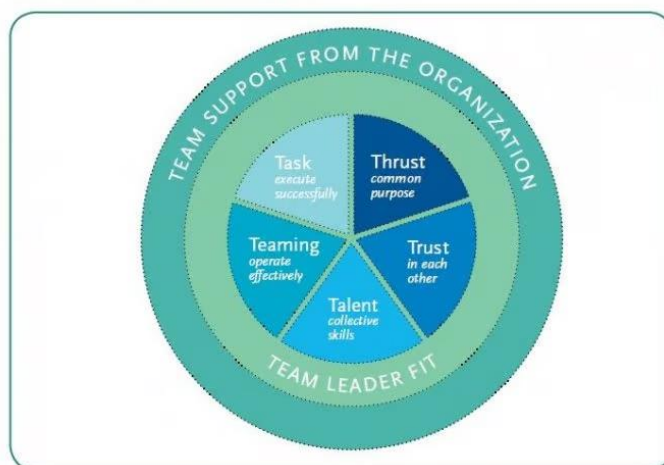 TEAM SUPPORT FROM THE ORGANIZATION
Task
execute
successfully
Thrust
common
purpose
Teaming
operate
effectively
Trust
in each
other
Talent
collective
skills
TEAM LEADER FIT